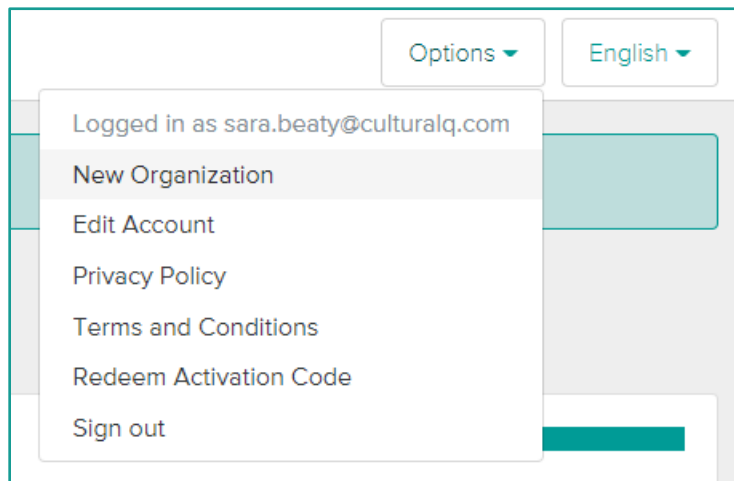 Options
English
Logged in as sara.beaty@culturalq.com
New Organization
Edit Account
Privacy Policy
Terms and Conditions
Redeem Activation Code
Sign out